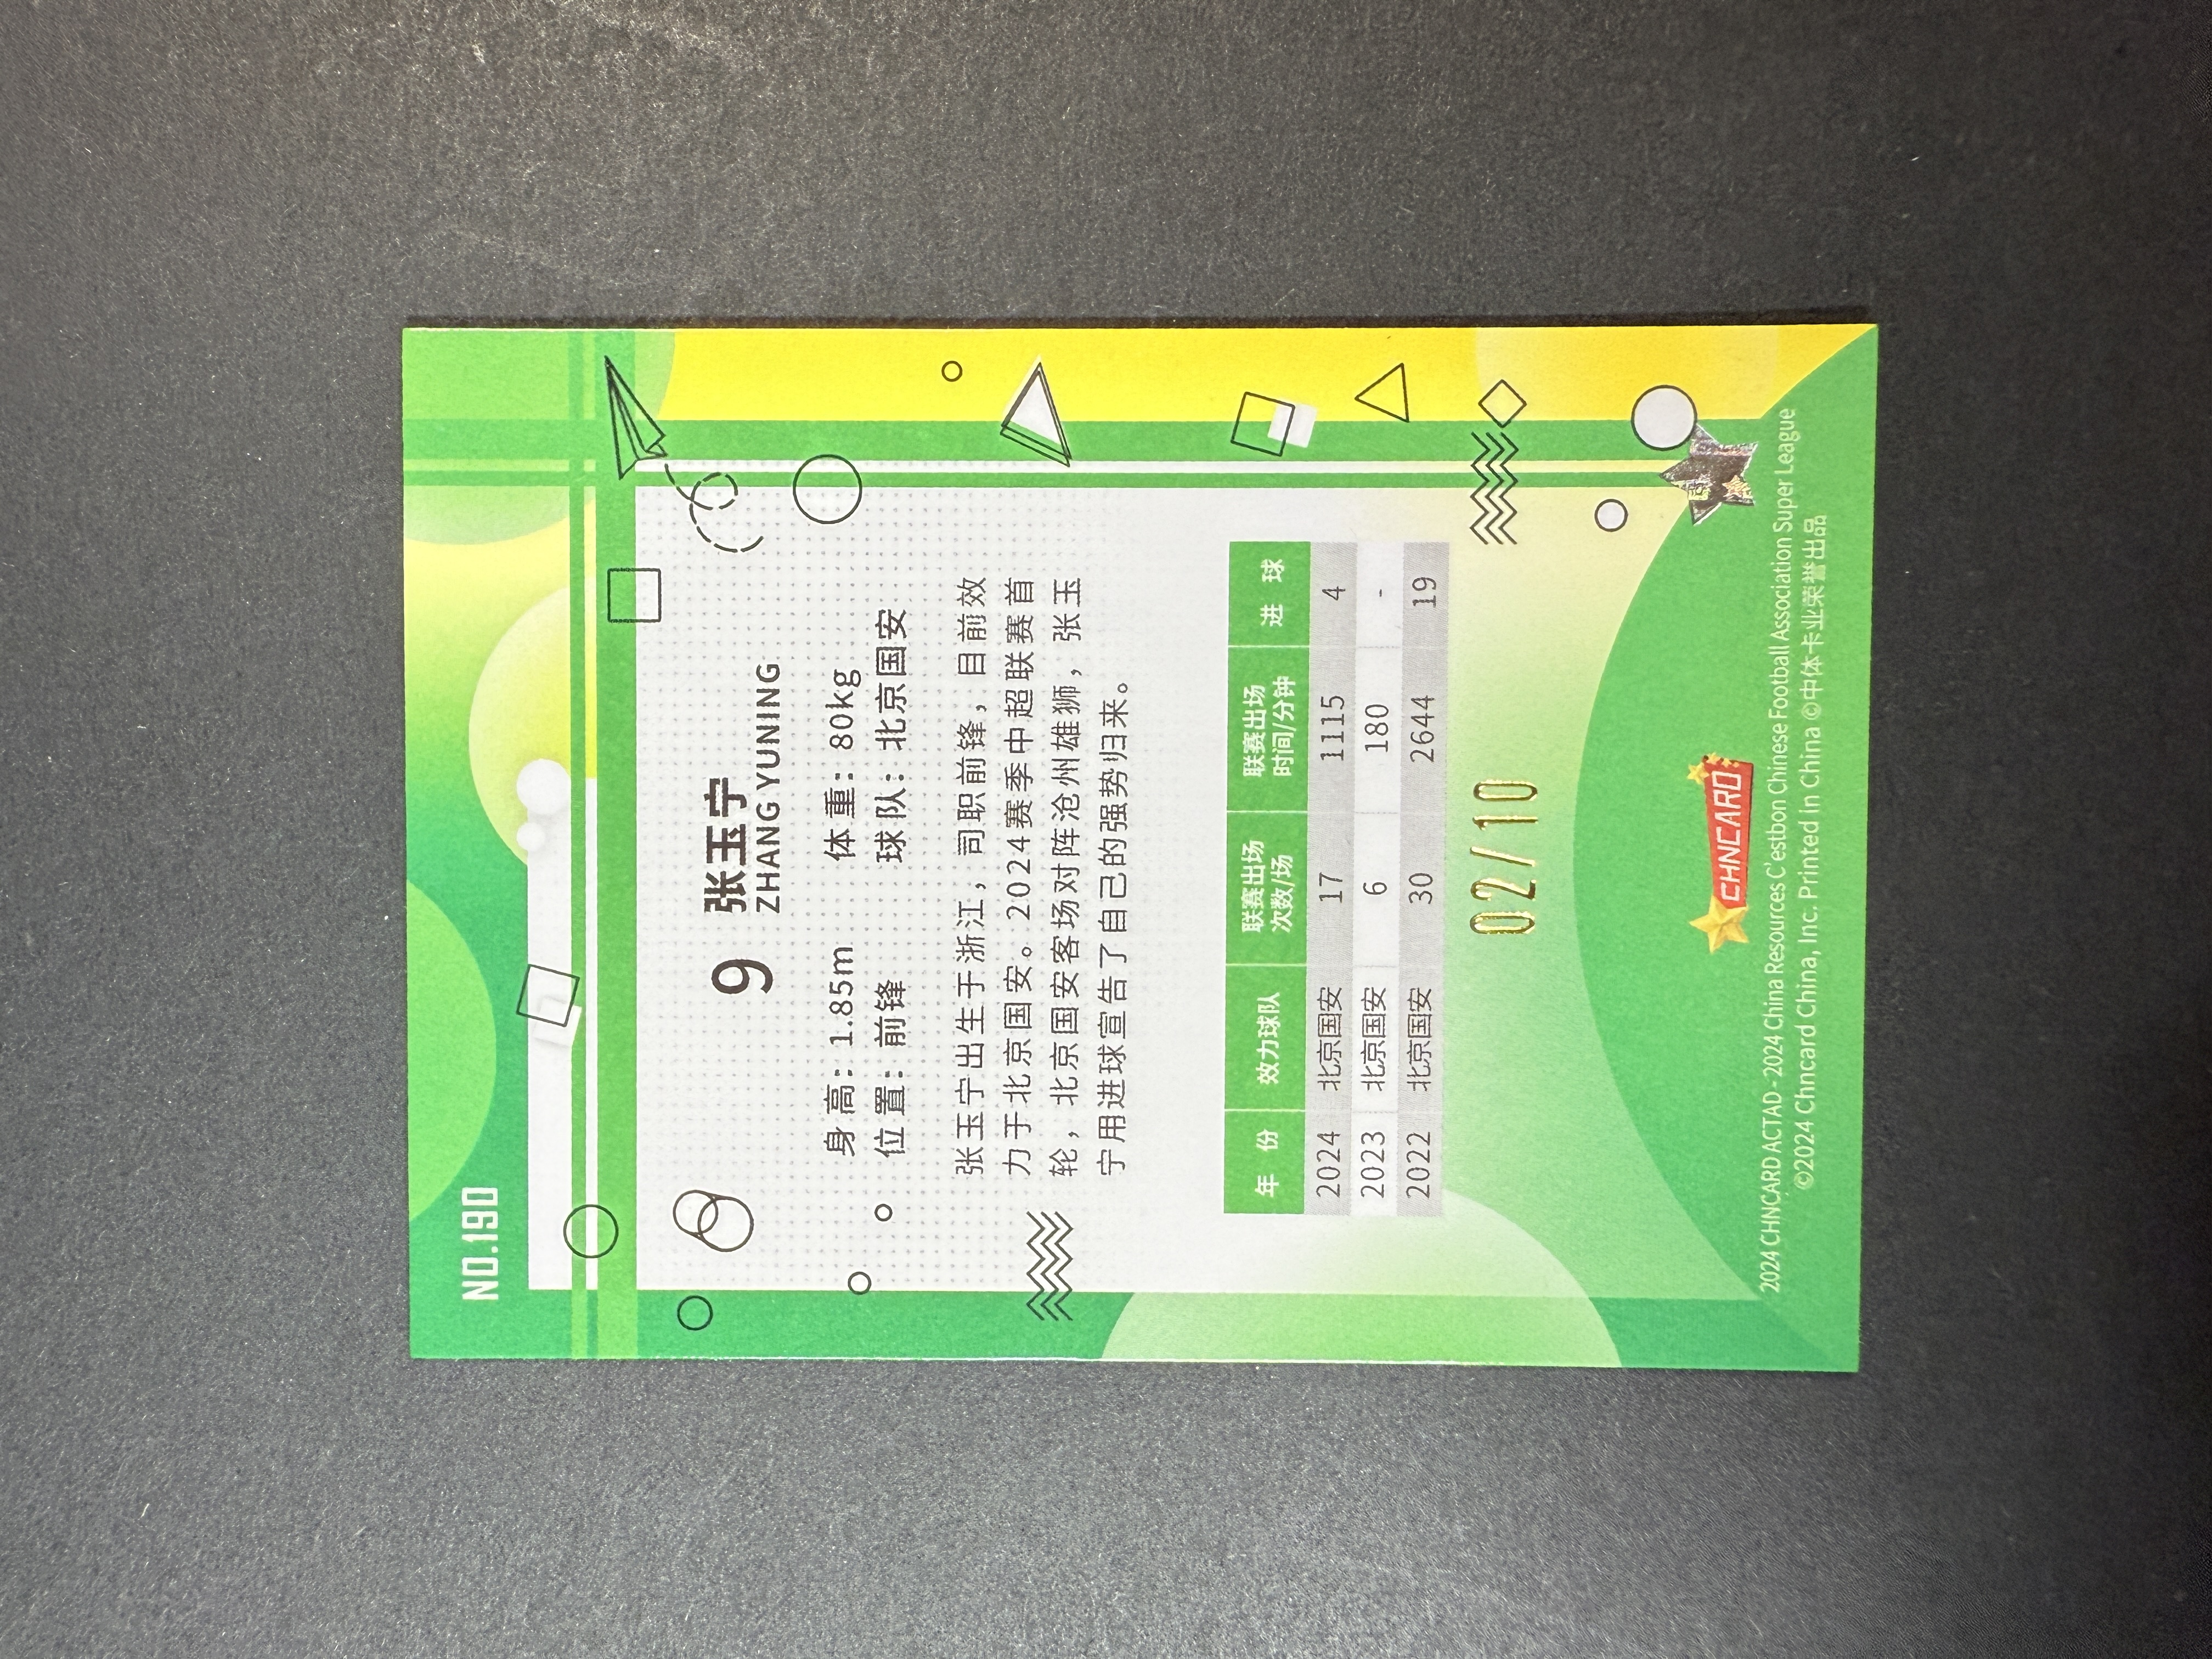 NO.190
9 张玉宁
ZHANG YUNING
身高：1.85m 体重：80kg
位置：前锋 球队：北京国安
张玉宁出生于浙江，司职前锋，目前效
力于北京国安。2024赛季中超联赛首
轮，北京国安客场对阵沧州雄狮，张玉
宁用进球宣告了自己的强势归来。
年份 效力球队 联赛出场次数/场 联赛出场时间/分钟 进球
2024 北京国安 17 1115 4
2023 北京国安 6 180 -
2022 北京国安 30 2644 19
02/10
CHNCARD
2024 CHNCARD ACTAD - 2024 China Resources C'estbon Chinese Football Association Super League
©2024 Chncard China, Inc. Printed in China ©中体卡业荣誉出品